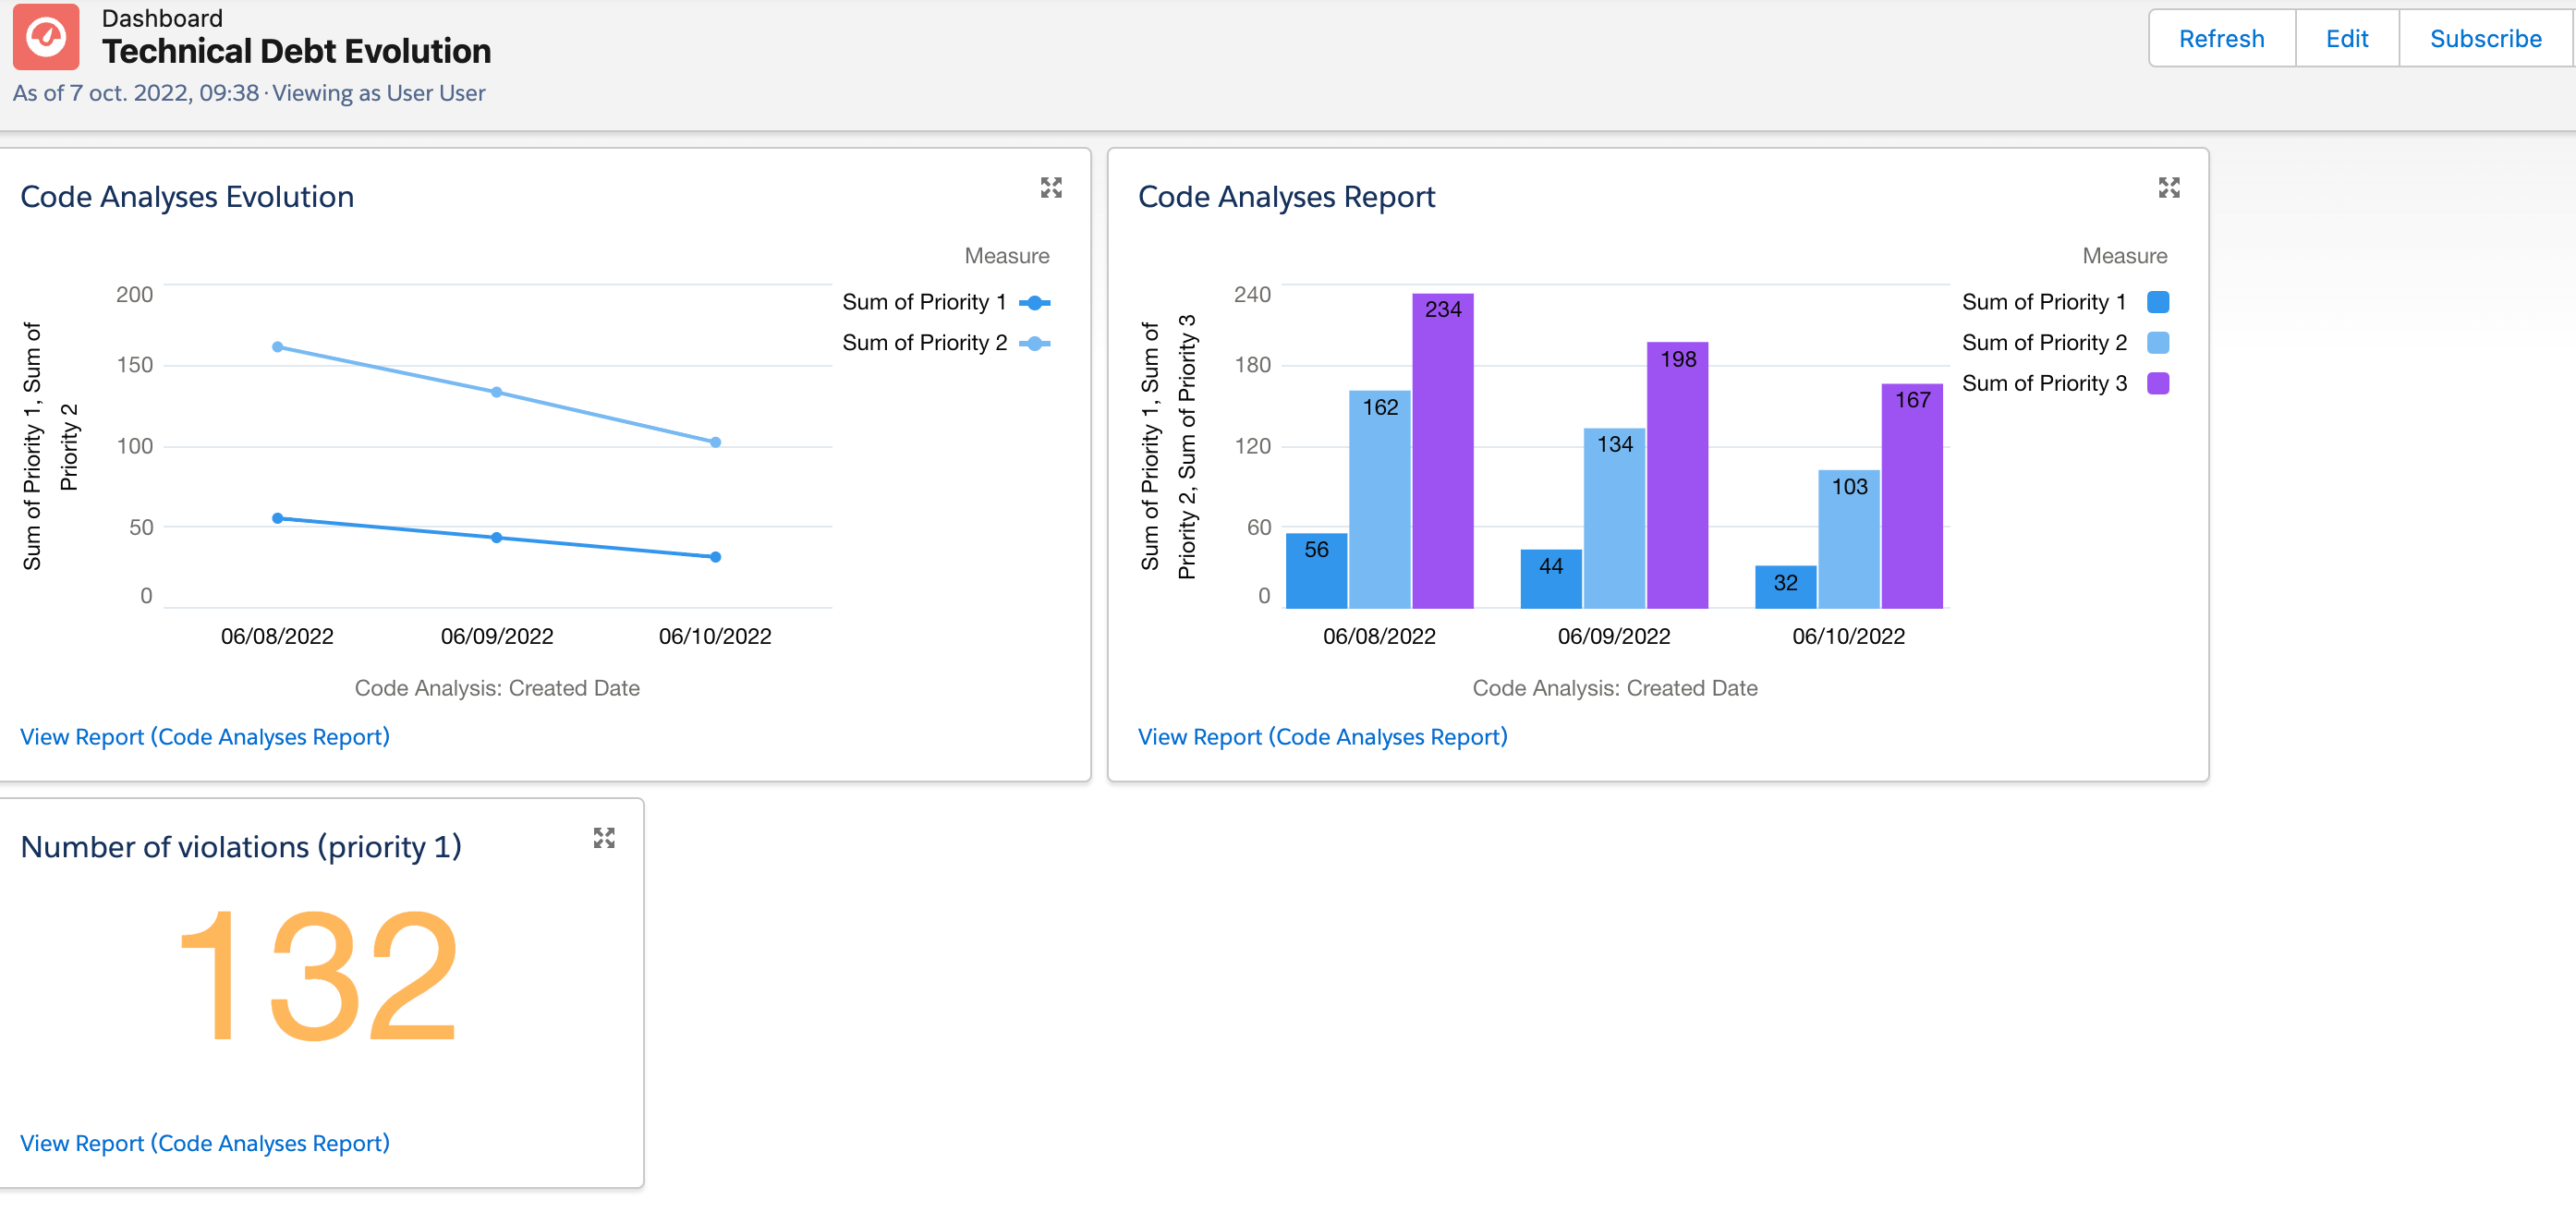 Dashboard
Technical Debt Evolution
As of 7 oct. 2022, 09:38 · Viewing as User User
Refresh
Edit
Subscribe
Code Analyses Evolution
Measure
Sum of Priority 1
Sum of Priority 2
Sum of Priority 1, Sum of
Priority 2
200
150
100
50
0
06/08/2022
06/09/2022
06/10/2022
Code Analysis: Created Date
View Report (Code Analyses Report)
Code Analyses Report
Measure
Sum of Priority 1
Sum of Priority 2
Sum of Priority 3
Sum of Priority 1, Sum of
Priority 2, Sum of Priority 3
240
180
120
60
0
56
162
234
44
134
198
32
103
167
06/08/2022
06/09/2022
06/10/2022
Code Analysis: Created Date
View Report (Code Analyses Report)
Number of violations (priority 1)
132
View Report (Code Analyses Report)